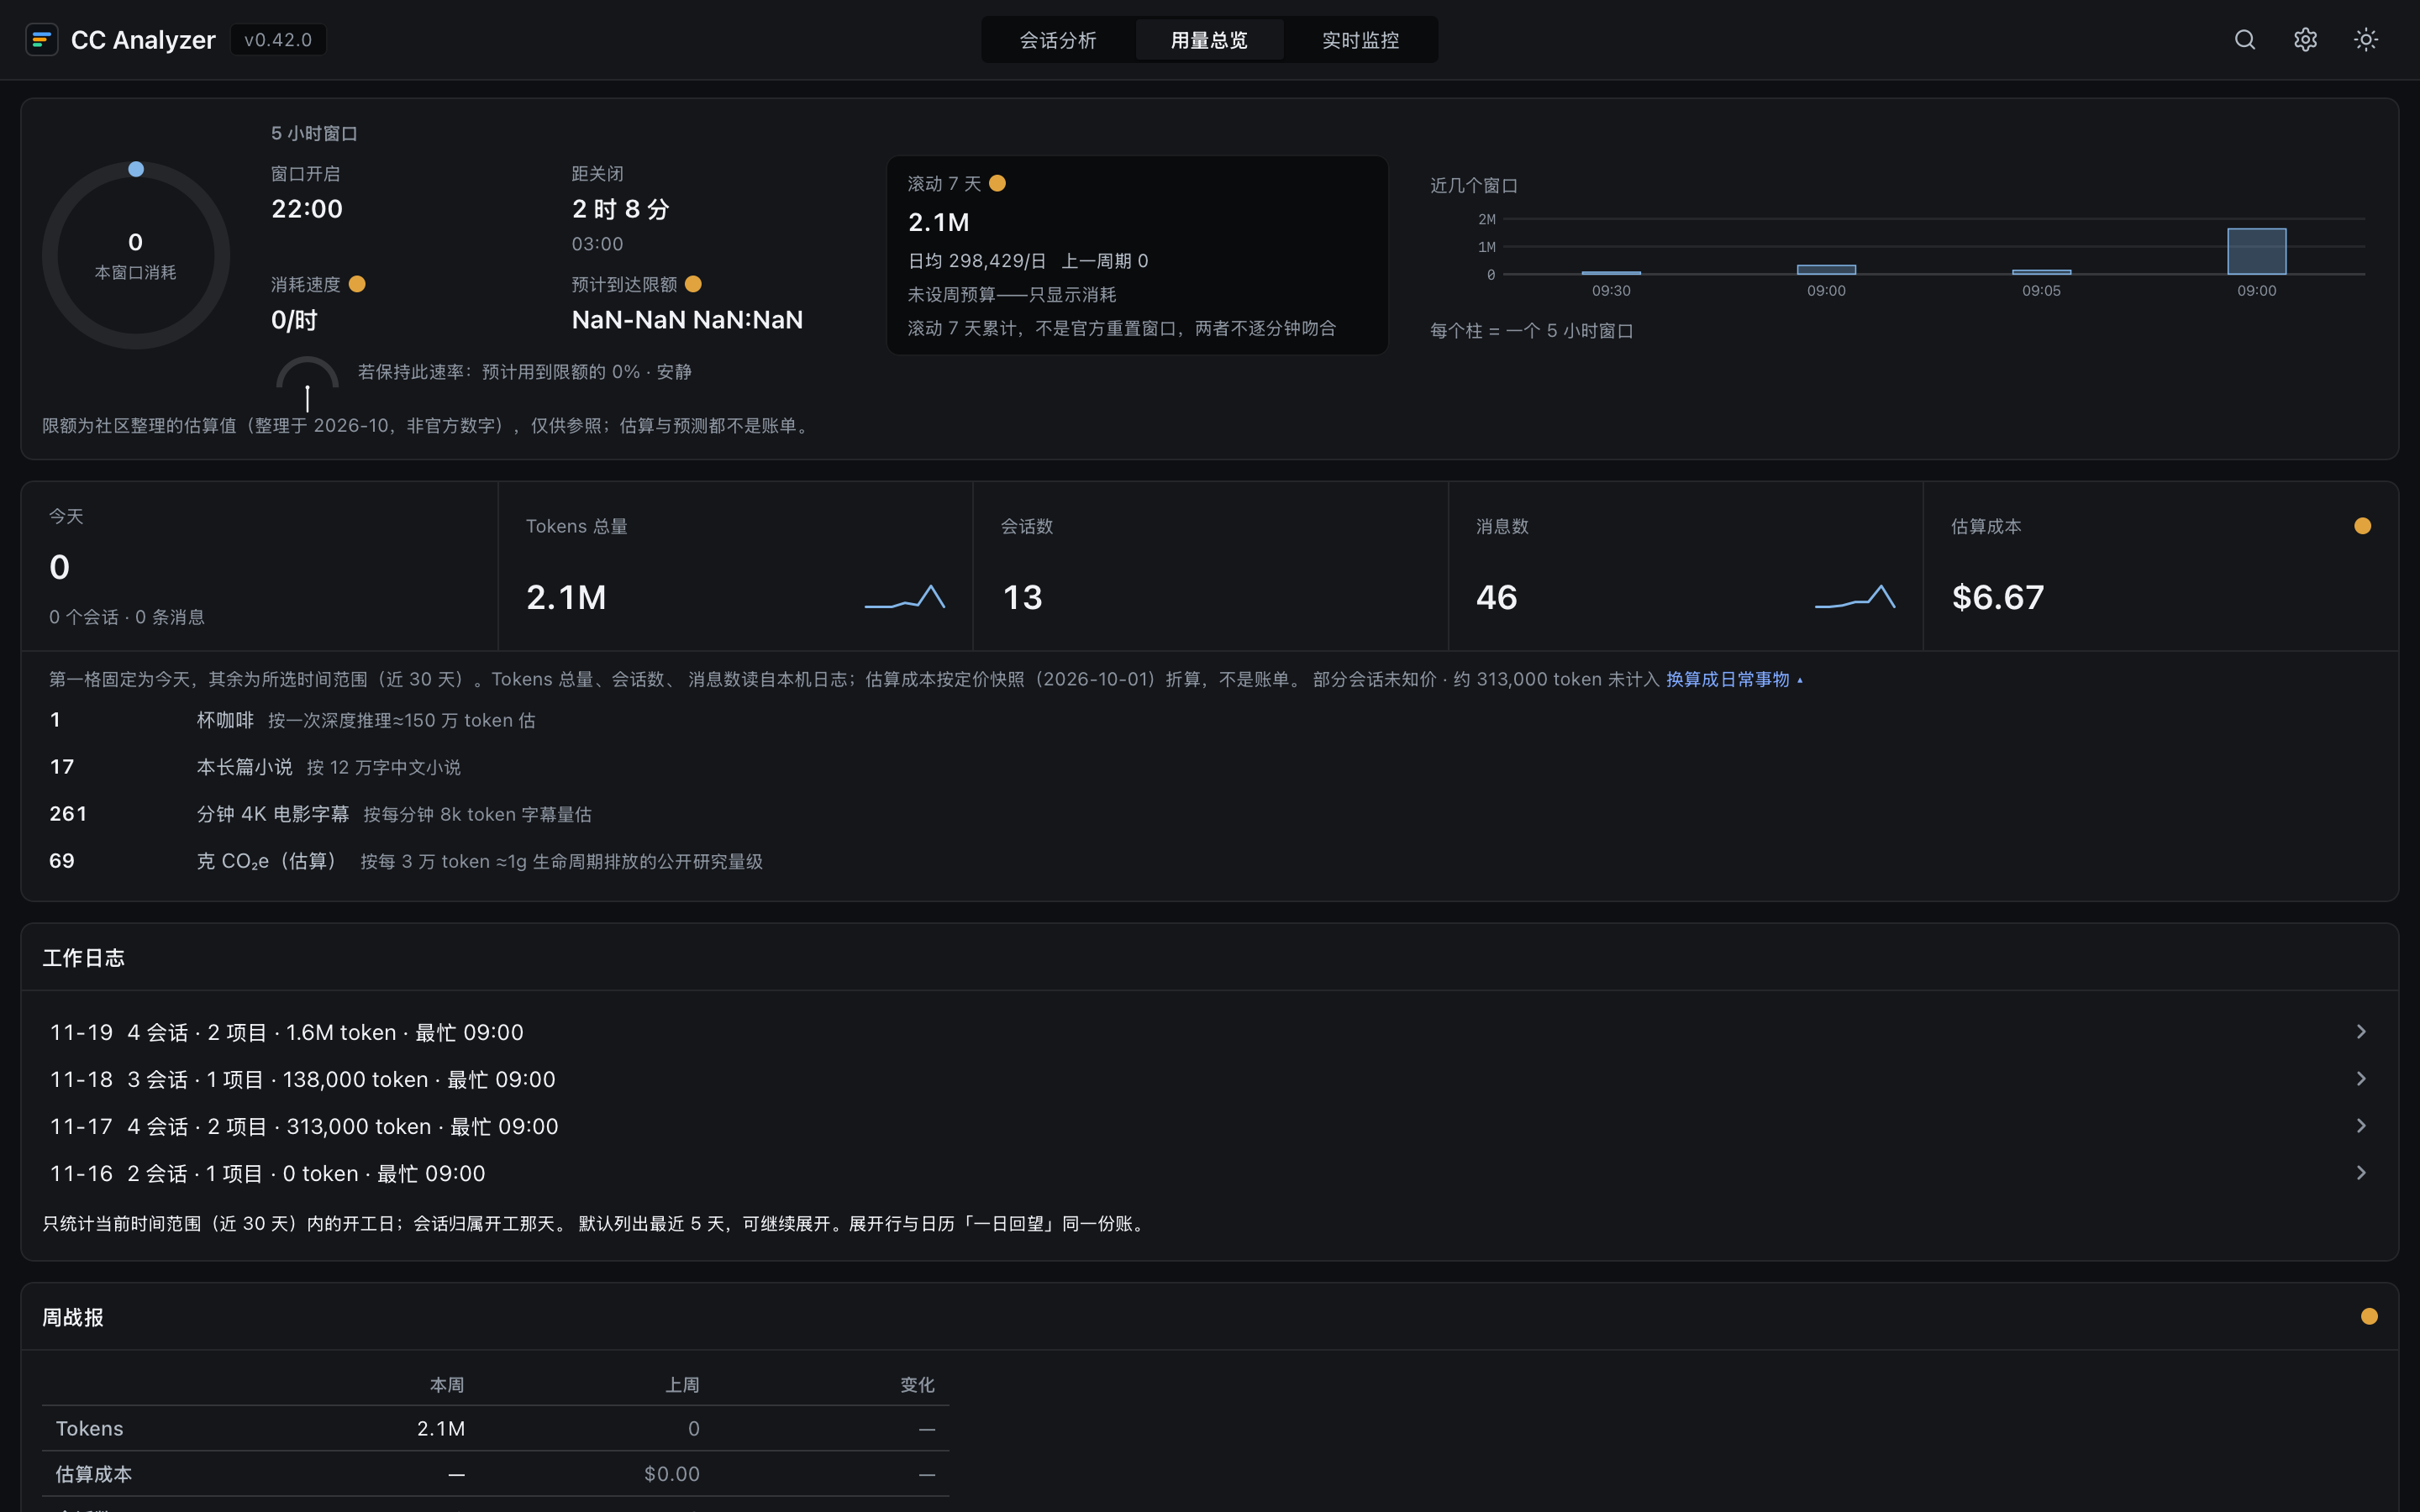 CC Analyzer v0.42.0
会话分析 用量总览 实时监控
5 小时窗口
窗口开启
22:00
距关闭
2 时 8 分
03:00
0
本窗口消耗
消耗速度
0/时
预计到达限额
NaN-NaN NaN:NaN
若保持此速率：预计用到限额的 0% · 安静
限额为社区整理的估算值（整理于 2026-10，非官方数字），仅供参照；估算与预测都不是账单。
滚动 7 天
2.1M
日均 298,429/日 上一周期 0
未设周预算——只显示消耗
滚动 7 天累计，不是官方重置窗口，两者不逐分钟吻合
近几个窗口
2M
1M
0
09:30 09:00 09:05 09:00
每个柱 = 一个 5 小时窗口
今天
0
0 个会话 · 0 条消息
Tokens 总量
2.1M
会话数
13
消息数
46
估算成本
$6.67
第一格固定为今天，其余为所选时间范围（近 30 天）。Tokens 总量、会话数、 消息数读自本机日志；估算成本按定价快照（2026-10-01）折算，不是账单。 部分会话未知价 · 约 313,000 token 未计入 换算成日常事物 ▴
1 杯咖啡 按一次深度推理≈150 万 token 估
17 本长篇小说 按 12 万字中文小说
261 分钟 4K 电影字幕 按每分钟 8k token 字幕量估
69 克 CO₂e（估算） 按每 3 万 token ≈1g 生命周期排放的公开研究量级
工作日志
11-19 4 会话 · 2 项目 · 1.6M token · 最忙 09:00
11-18 3 会话 · 1 项目 · 138,000 token · 最忙 09:00
11-17 4 会话 · 2 项目 · 313,000 token · 最忙 09:00
11-16 2 会话 · 1 项目 · 0 token · 最忙 09:00
只统计当前时间范围（近 30 天）内的开工日；会话归属开工那天。 默认列出最近 5 天，可继续展开。展开行与日历「一日回望」同一份账。
周战报
本周 上周 变化
Tokens 2.1M 0 —
估算成本 — $0.00 —